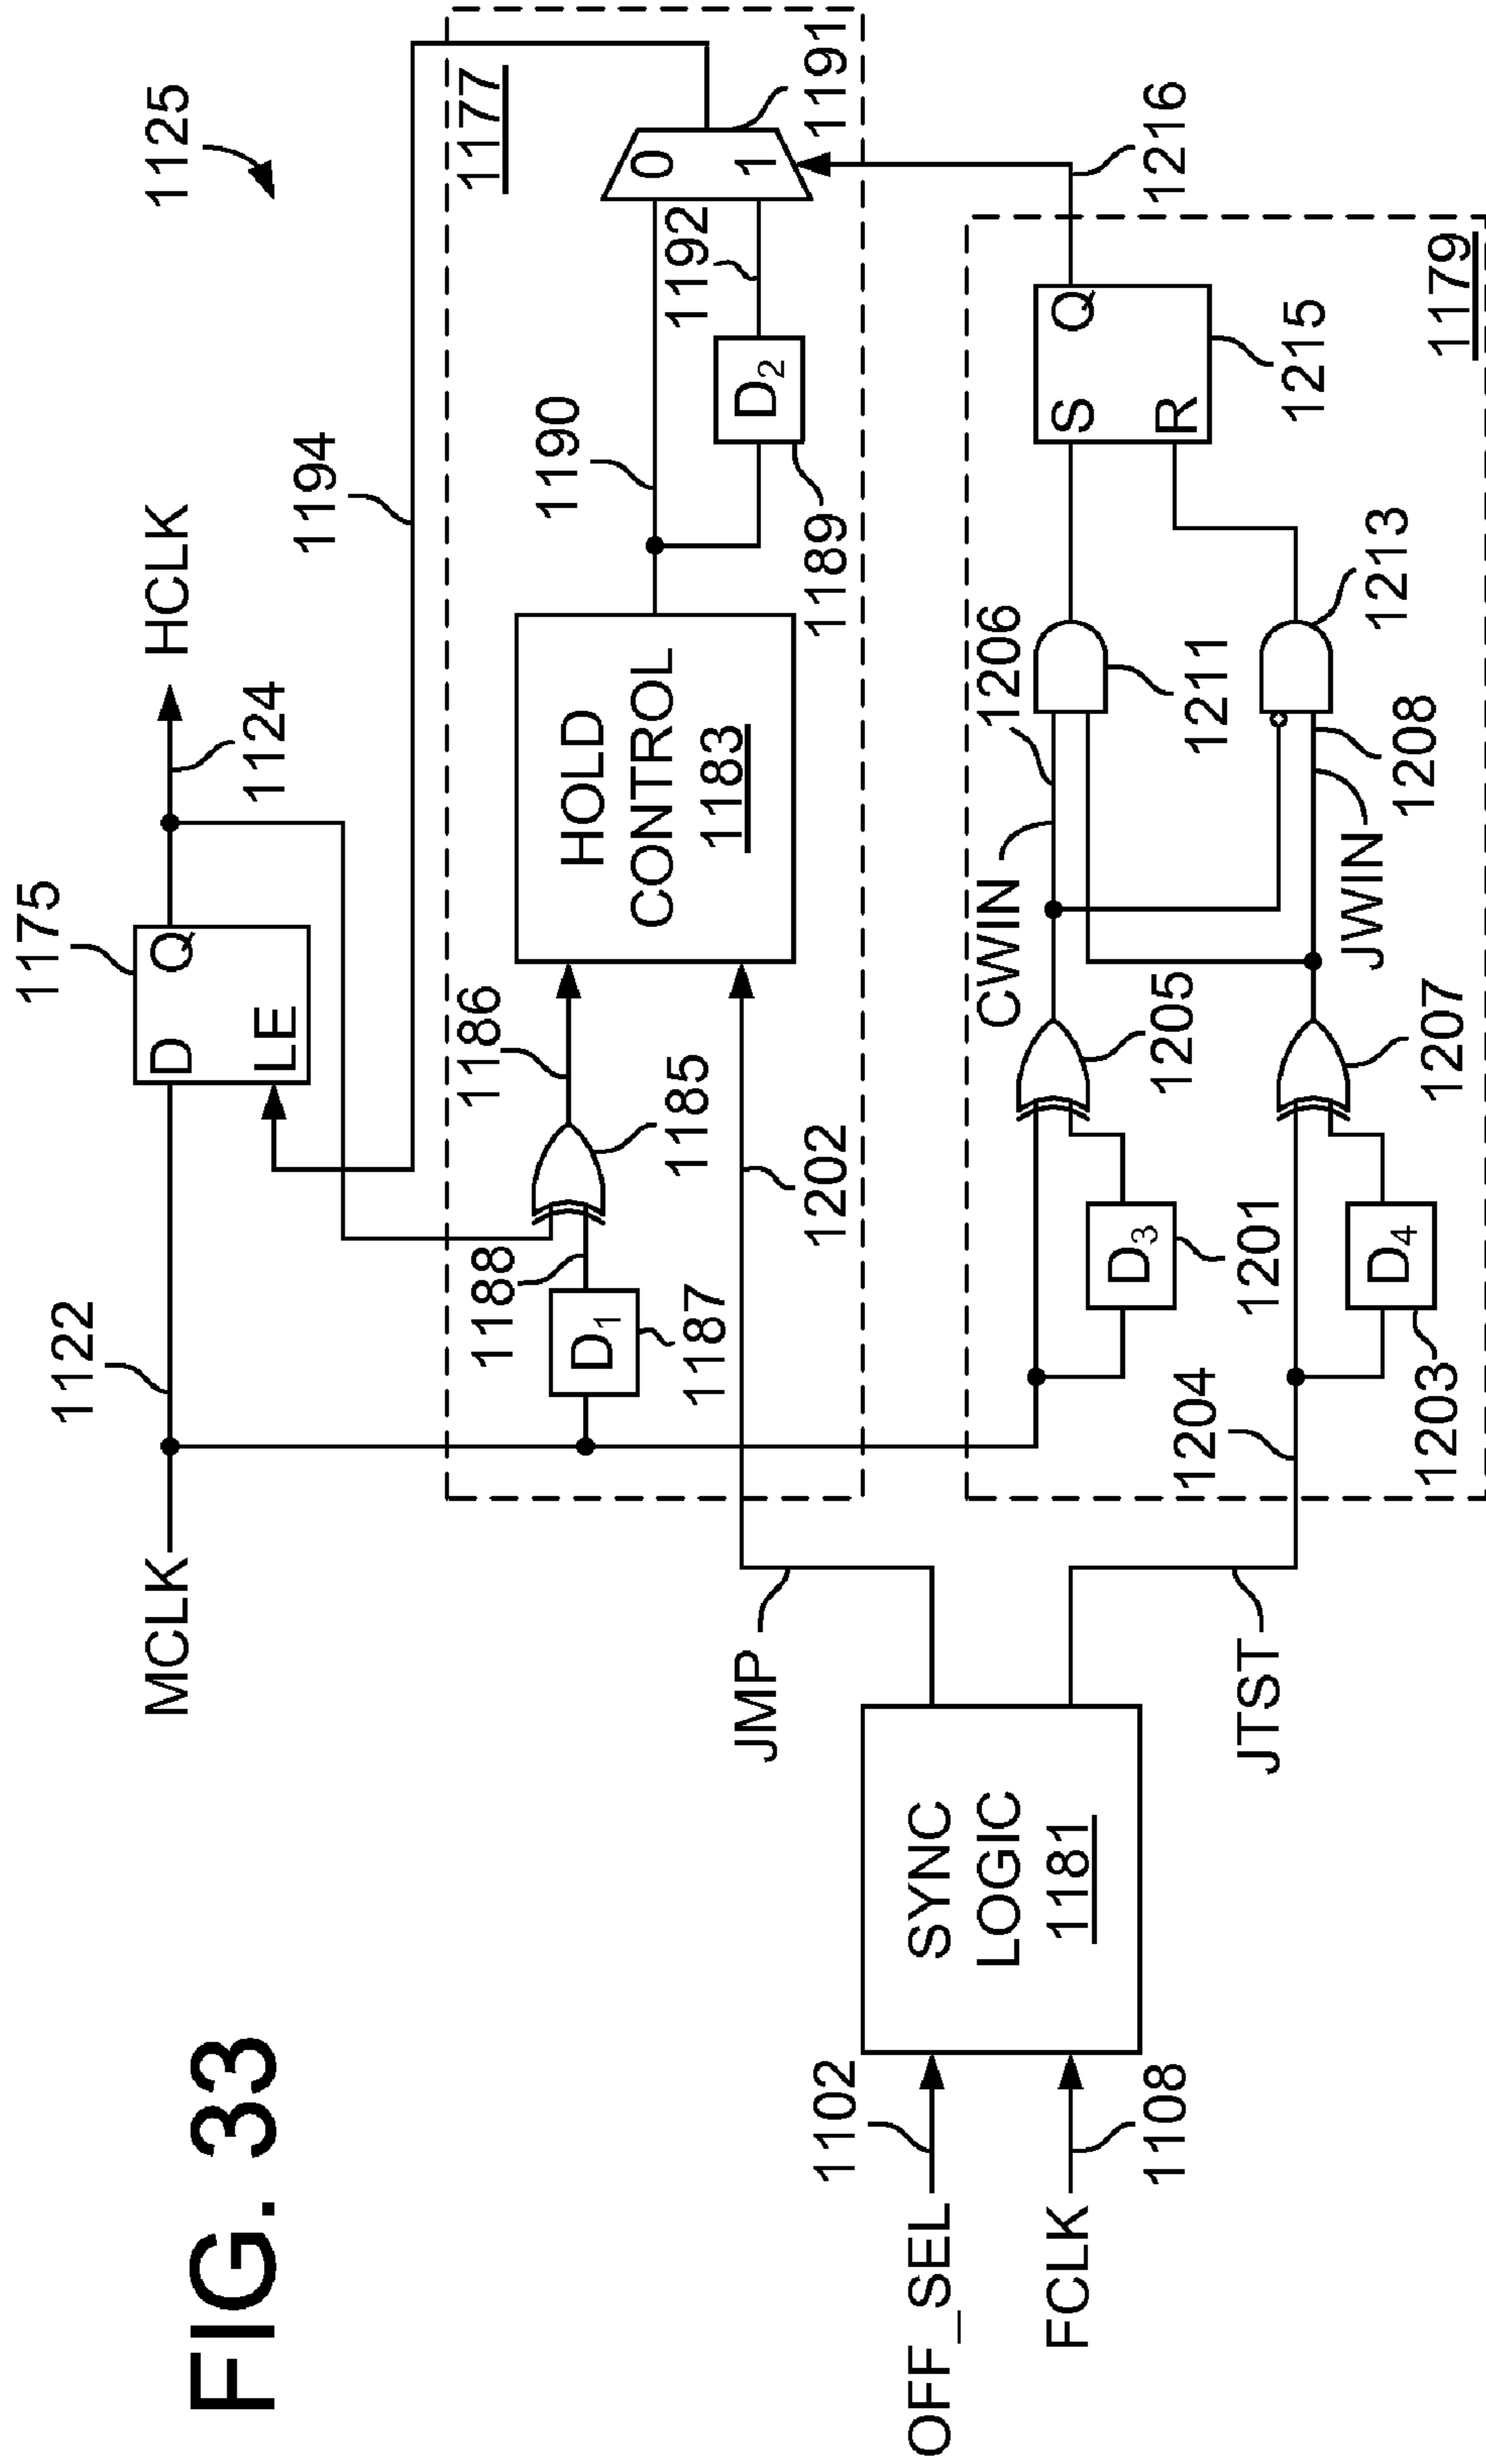 FIG. 33
1125
MCLK
1122
1175
D
Q
LE
1124
HCLK
1194
1177
1188
D1
1187
1186
1185
HOLD
CONTROL
1183
1190
1189
D2
1192
0
1
1191
1202
JMP
OFF_SEL
1102
FCLK
1108
SYNC
LOGIC
1181
JTST
1204
D3
1201
D4
1203
1205
1207
CWIN
1206
JWIN
1208
1211
1213
S
Q
R
1215
1216
1179